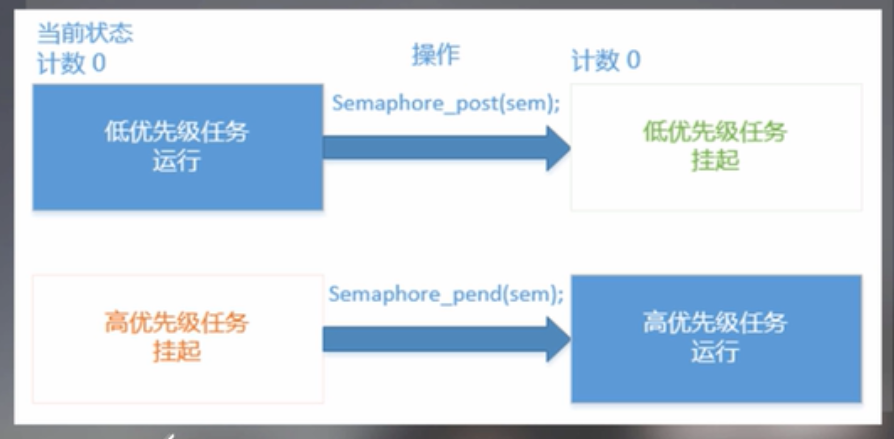 当前状态
计数 0
操作
计数 0
低优先级任务
运行
Semaphore_post(sem);
低优先级任务
挂起
高优先级任务
挂起
Semaphore_pend(sem);
高优先级任务
运行